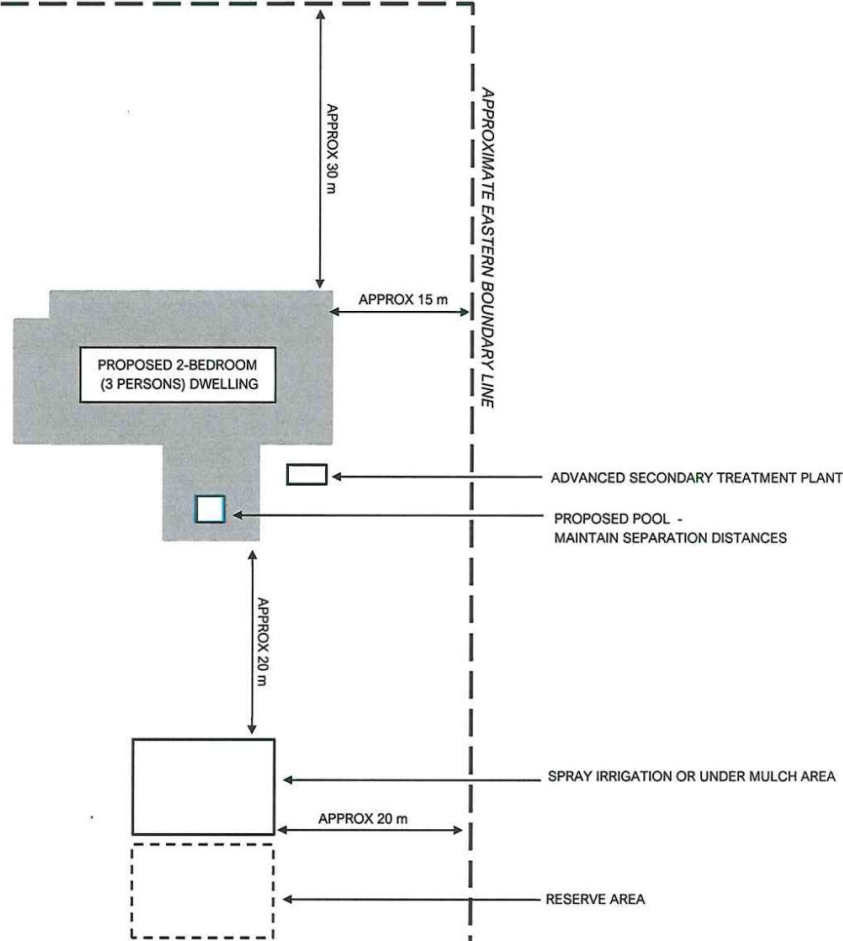 APPROX 30 m
APPROXIMATE EASTERN BOUNDARY LINE
APPROX 15 m
PROPOSED 2-BEDROOM
(3 PERSONS) DWELLING
ADVANCED SECONDARY TREATMENT PLANT
PROPOSED POOL -
MAINTAIN SEPARATION DISTANCES
APPROX 20 m
SPRAY IRRIGATION OR UNDER MULCH AREA
APPROX 20 m
RESERVE AREA